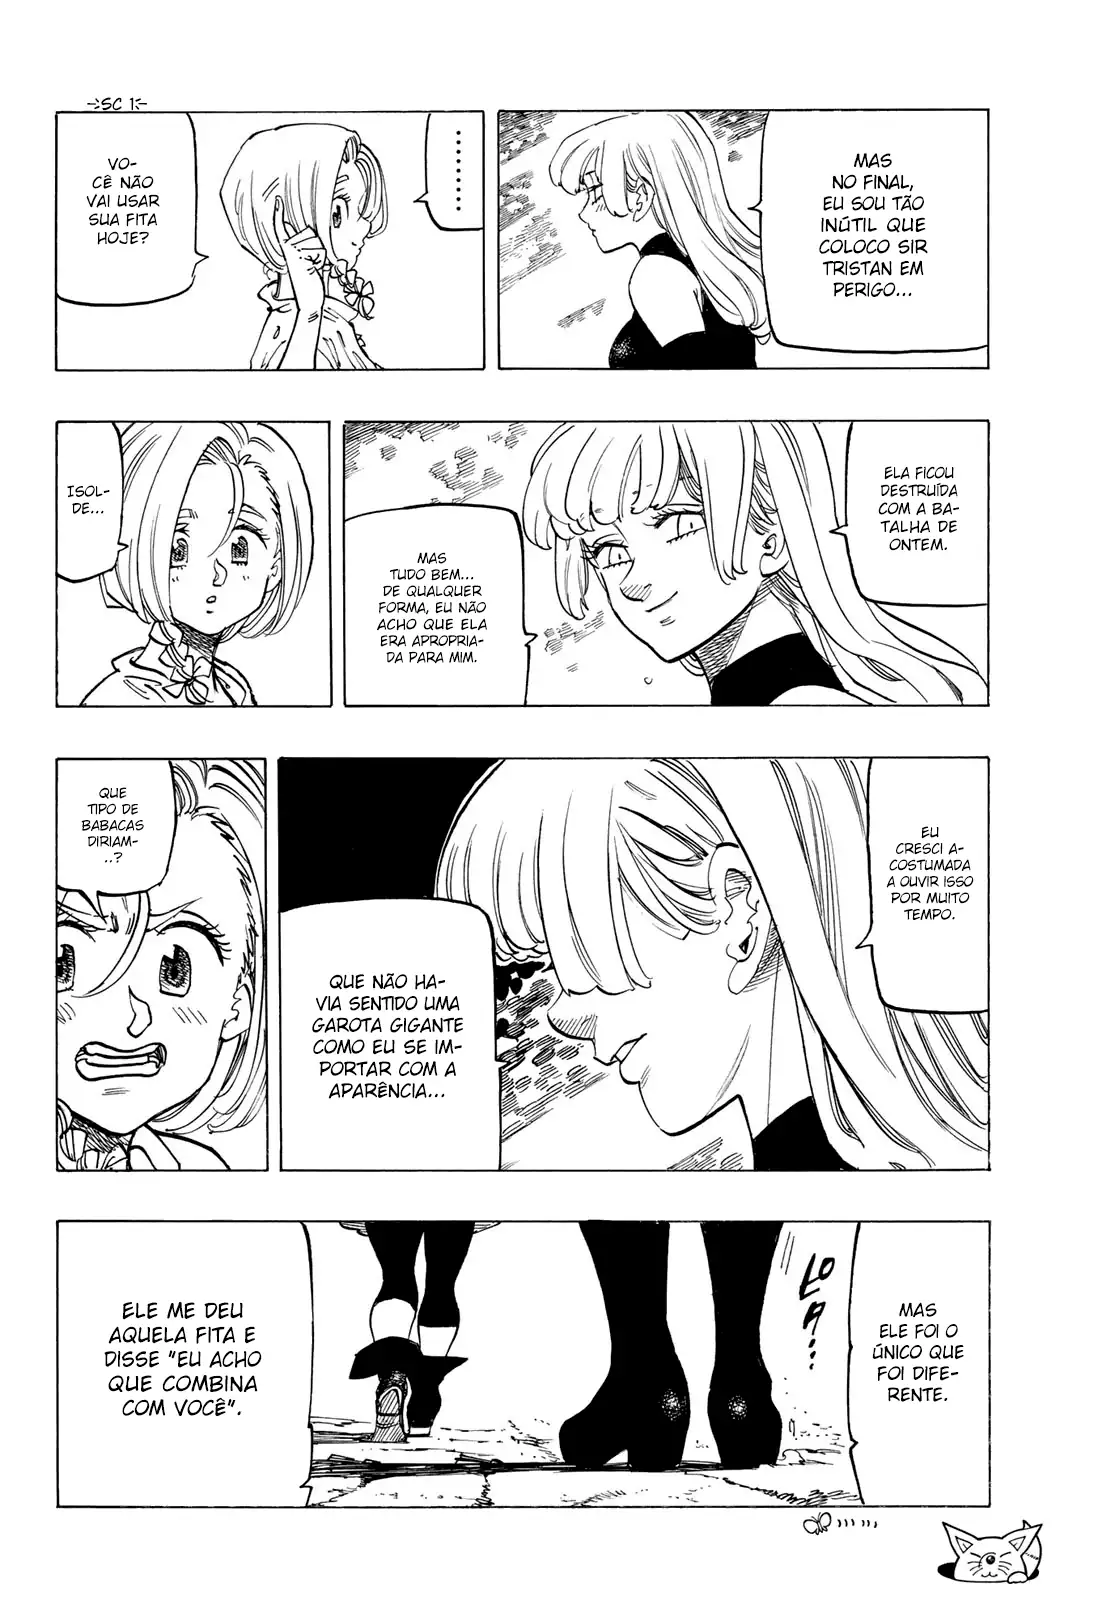 SC 1
MAS
NO FINAL,
EU SOU TÃO
INÚTIL QUE
COLOCO SIR
TRISTAN EM
PERIGO...
........
VO-
CÊ NÃO
VAI USAR
SUA FITA
HOJE?
ELA FICOU
DESTRUÍDA
COM A BA-
TALHA DE
ONTEM.
MAS
TUDO BEM...
DE QUALQUER
FORMA, EU NÃO
ACHO QUE ELA
ERA APROPRIA-
DA PARA MIM.
ISOL-
DE...
EU
CRESCI A-
COSTUMADA
A OUVIR ISSO
POR MUITO
TEMPO.
QUE NÃO HA-
VIA SENTIDO UMA
GAROTA GIGANTE
COMO EU SE IM-
PORTAR COM A
APARÊNCIA...
QUE
TIPO DE
BABACAS
DIRIAM-
..?
MAS
ELE FOI O
ÚNICO QUE
FOI DIFE-
RENTE.
ELE ME DEU
AQUELA FITA E
DISSE "EU ACHO
QUE COMBINA
COM VOCÊ".